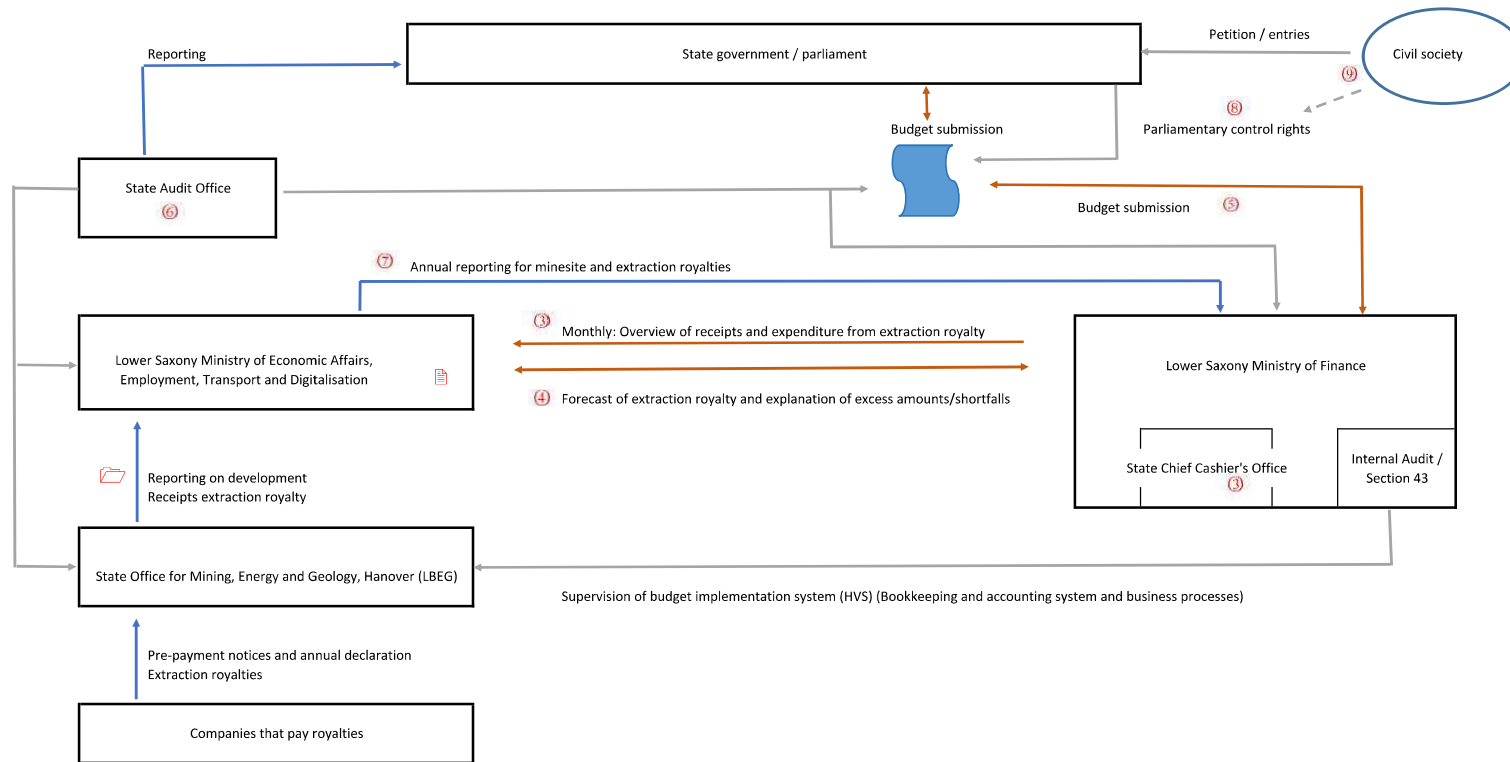 Reporting
State government / parliament
Petition / entries
Civil society
⑨
⑧
Budget submission
Parliamentary control rights
State Audit Office
⑥
Budget submission ⑤
⑦ Annual reporting for minesite and extraction royalties
③ Monthly: Overview of receipts and expenditure from extraction royalty
Lower Saxony Ministry of Economic Affairs,
Employment, Transport and Digitalisation
Lower Saxony Ministry of Finance
④ Forecast of extraction royalty and explanation of excess amounts/shortfalls
Reporting on development
Receipts extraction royalty
State Chief Cashier's Office
③
Internal Audit /
Section 43
State Office for Mining, Energy and Geology, Hanover (LBEG)
Supervision of budget implementation system (HVS) (Bookkeeping and accounting system and business processes)
Pre-payment notices and annual declaration
Extraction royalties
Companies that pay royalties